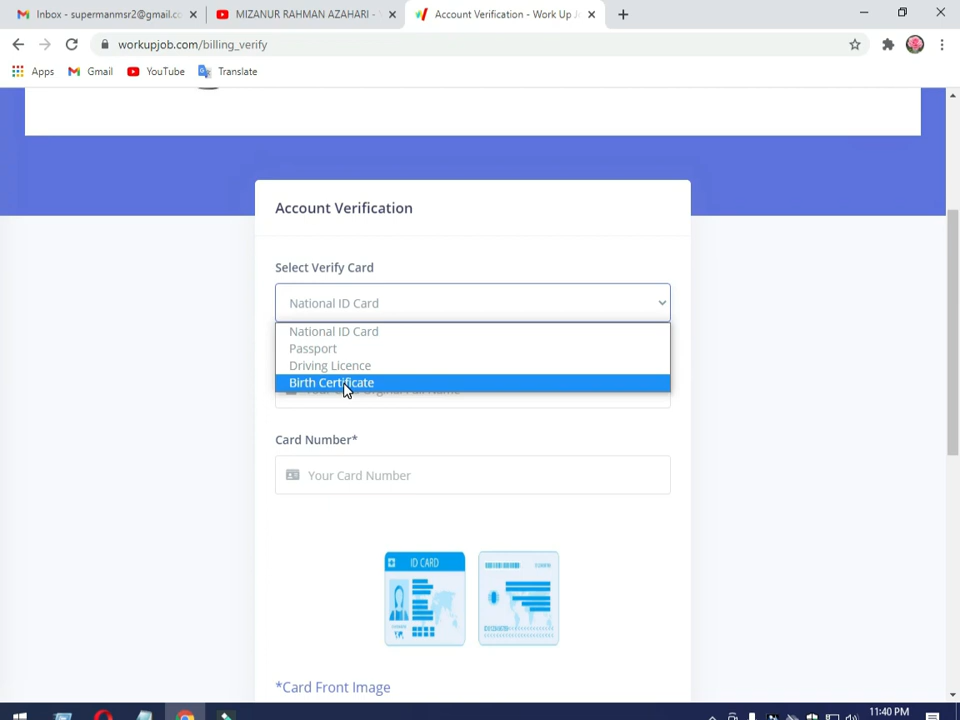 Inbox - supermanmsr2@gmail.c
MIZANUR RAHMAN AZAHARI -
Account Verification - Work Up J
workupjob.com/billing_verify
Apps
Gmail
YouTube
Translate
Account Verification
Select Verify Card
National ID Card
National ID Card
Passport
Driving Licence
Birth Certificate
Card Number*
Your Card Number
ID CARD
*Card Front Image
11:40 PM